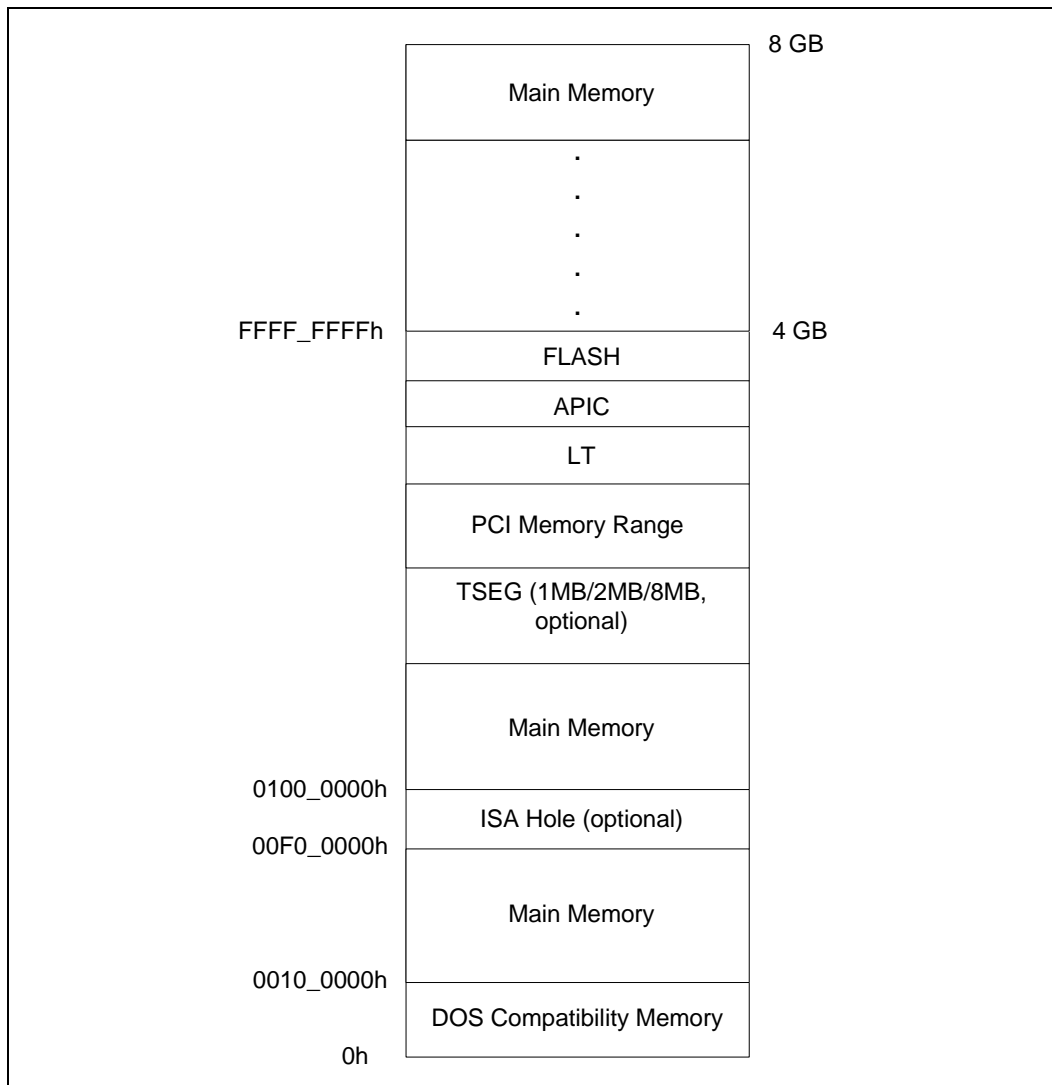 8 GB
Main Memory
.
.
.
.
.
FFFF_FFFFh
4 GB
FLASH
APIC
LT
PCI Memory Range
TSEG (1MB/2MB/8MB,
optional)
Main Memory
0100_0000h
ISA Hole (optional)
00F0_0000h
Main Memory
0010_0000h
DOS Compatibility Memory
0h